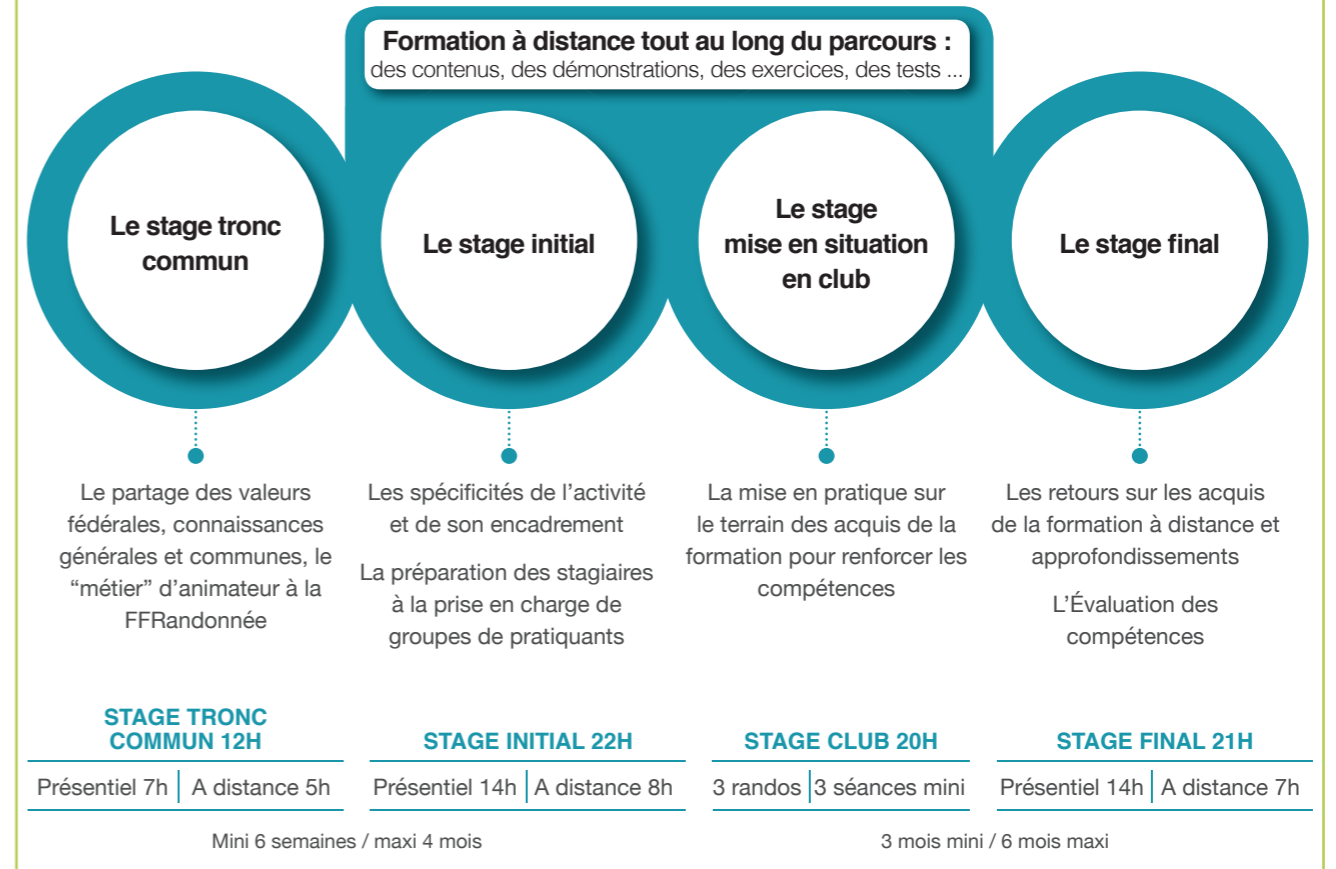 Formation à distance tout au long du parcours :
des contenus, des démonstrations, des exercices, des tests ...
Le stage tronc
commun
Le stage initial
Le stage
mise en situation
en club
Le stage final
Le partage des valeurs
fédérales, connaissances
générales et communes, le
“métier” d’animateur à la
FFRandonnée
Les spécificités de l’activité
et de son encadrement
La préparation des stagiaires
à la prise en charge de
groupes de pratiquants
La mise en pratique sur
le terrain des acquis de la
formation pour renforcer les
compétences
Les retours sur les acquis
de la formation à distance et
approfondissements
L’Évaluation des
compétences
STAGE TRONC
COMMUN 12H
Présentiel 7h A distance 5h
STAGE INITIAL 22H
Présentiel 14h A distance 8h
STAGE CLUB 20H
3 randos 3 séances mini
STAGE FINAL 21H
Présentiel 14h A distance 7h
Mini 6 semaines / maxi 4 mois
3 mois mini / 6 mois maxi